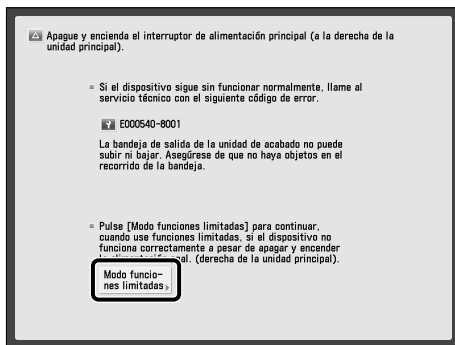 Apague y encienda el interruptor de alimentación principal (a la derecha de la
unidad principal).
Si el dispositivo sigue sin funcionar normalmente, llame al
servicio técnico con el siguiente código de error.
E000540-8001
La bandeja de salida de la unidad de acabado no puede
subir ni bajar. Asegúrese de que no haya objetos en el
recorrido de la bandeja.
Pulse [Modo funciones limitadas] para continuar,
cuando use funciones limitadas, si el dispositivo no
funciona correctamente a pesar de apagar y encender
(derecha de la unidad principal).
Modo funcio-
nes limitadas